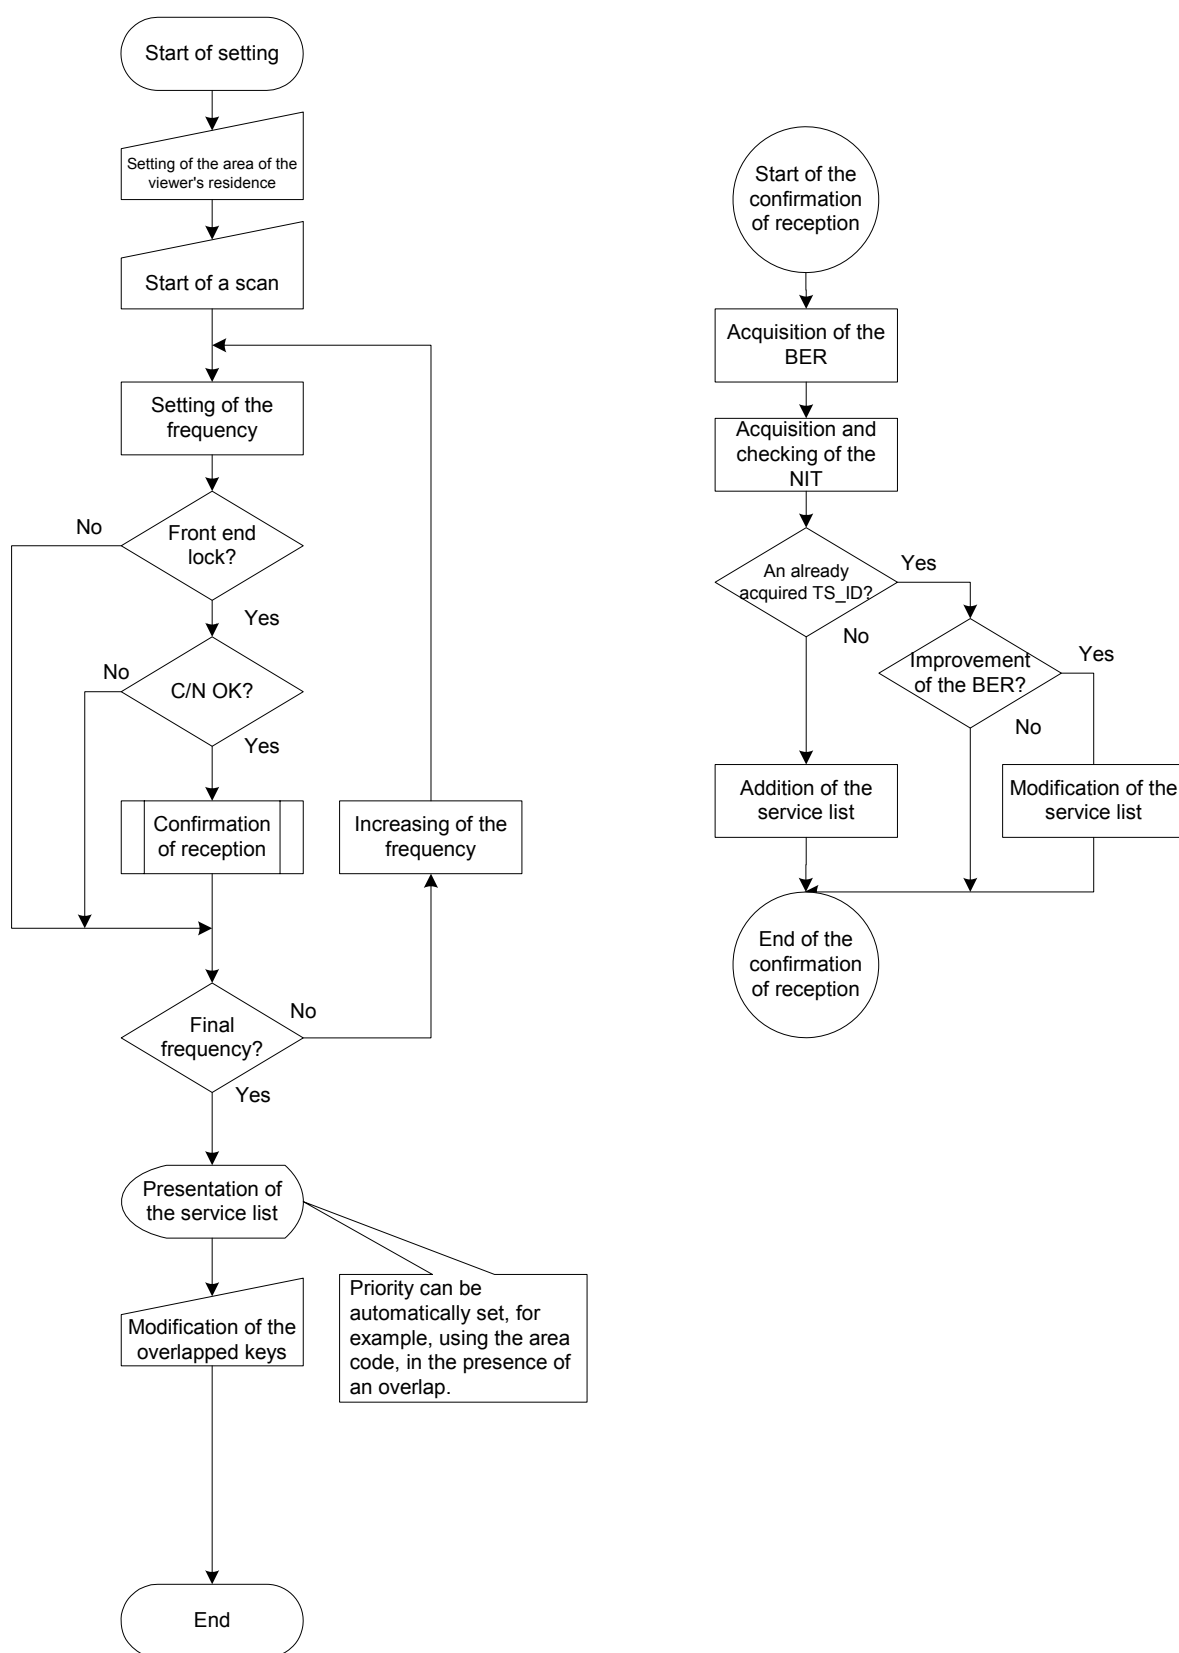 Start of setting
Setting of the area of the
viewer's residence
Start of a scan
Setting of the
frequency
No
Front end
lock?
Yes
No
C/N OK?
Yes
Confirmation
of reception
Increasing of the
frequency
Final
frequency?
No
Yes
Presentation of
the service list
Priority can be
automatically set, for
example, using the area
code, in the presence of
an overlap.
Modification of the
overlapped keys
End
Start of the
confirmation
of reception
Acquisition of the
BER
Acquisition and
checking of the
NIT
An already
acquired TS_ID?
Yes
No
Improvement
of the BER?
Yes
No
Addition of the
service list
Modification of the
service list
End of the
confirmation
of reception